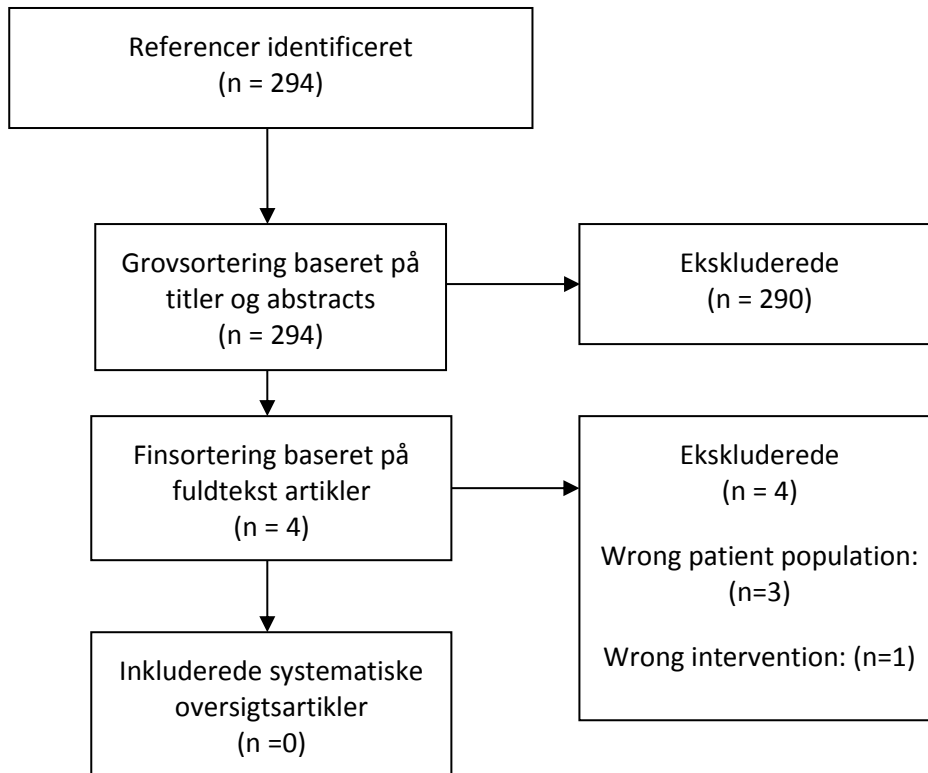 Referencer identificeret
(n = 294)
Grovsortering baseret på
titler og abstracts
(n = 294)
Ekskluderede
(n = 290)
Finsortering baseret på
fuldtekst artikler
(n = 4)
Ekskluderede
(n = 4)
Wrong patient population:
(n=3)
Wrong intervention: (n=1)
Inkluderede systematiske
oversigtsartikler
(n =0)